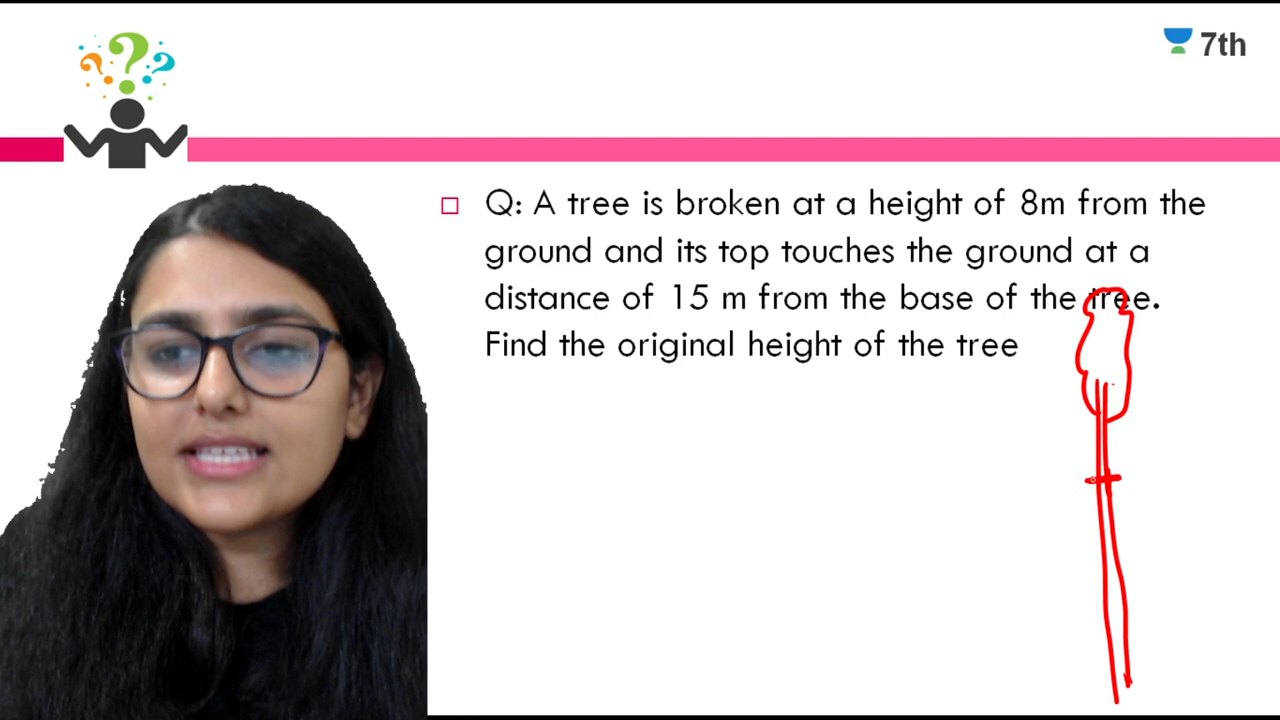 7th
Q: A tree is broken at a height of 8m from the
ground and its top touches the ground at a
distance of 15 m from the base of the tree.
Find the original height of the tree